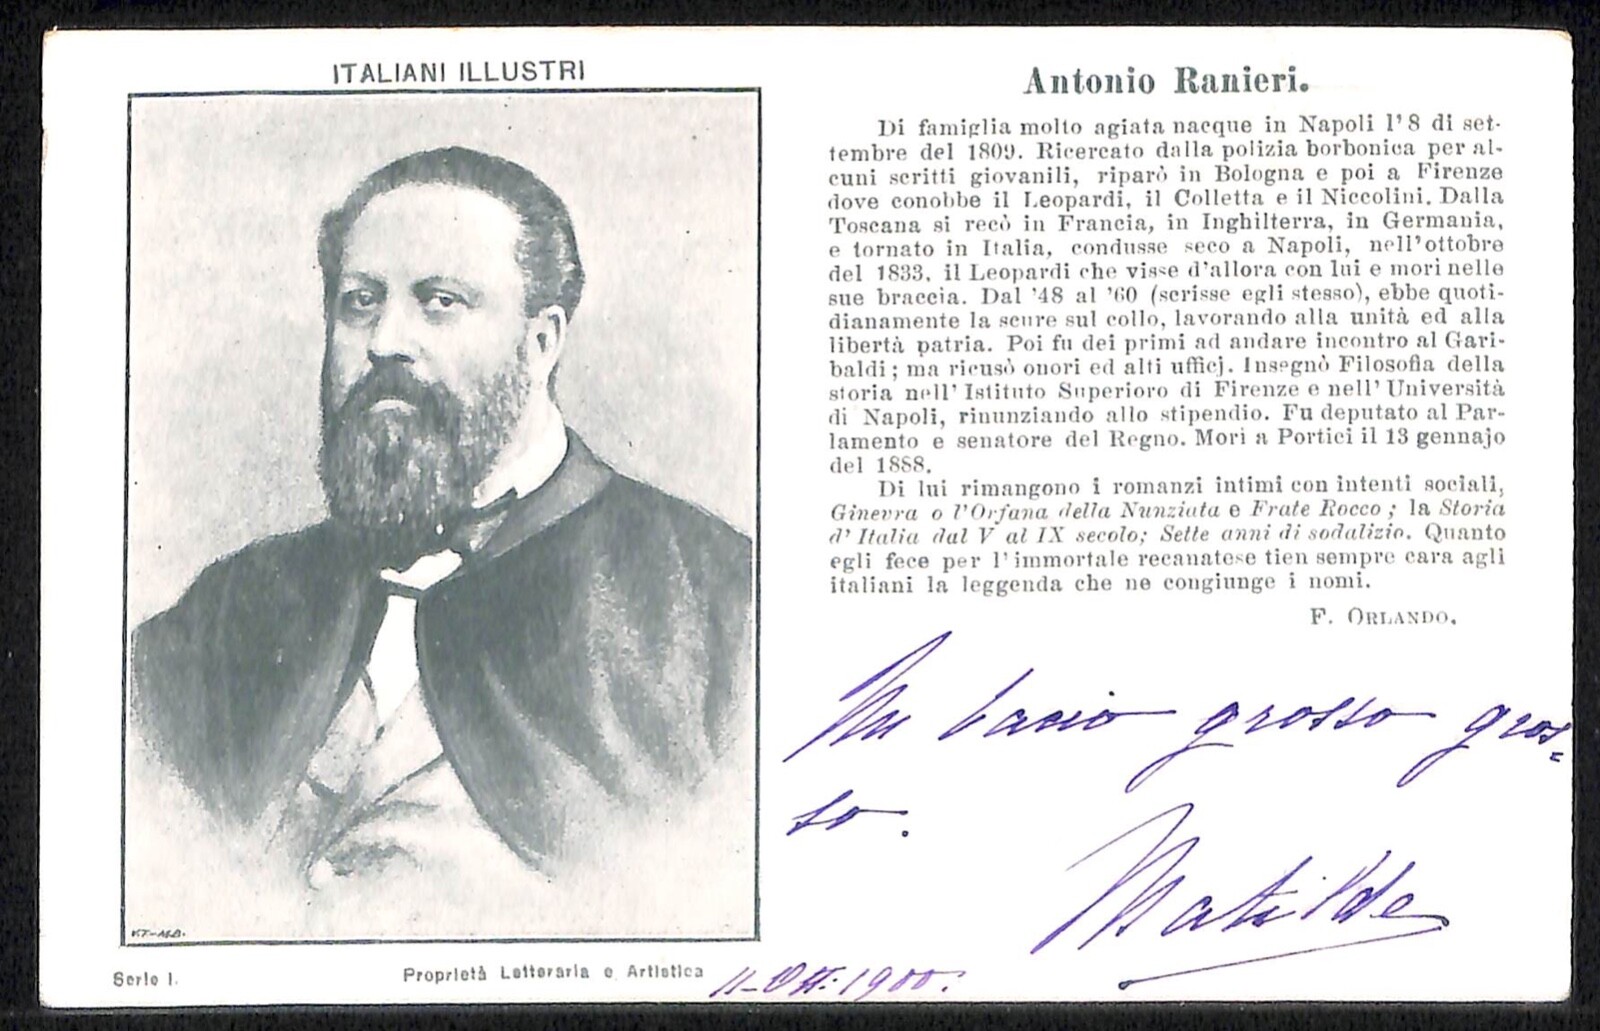 ITALIANI ILLUSTRI
Antonio Ranieri.
Di famiglia molto agiata nacque in Napoli l'8 di set-
tembre del 1809. Ricercato dalla polizia borbonica per al-
cuni scritti giovanili, riparò in Bologna e poi a Firenze
dove conobbe il Leopardi, il Colletta e il Niccolini. Dalla
Toscana si recò in Francia, in Inghilterra, in Germania,
e tornato in Italia, condusse seco a Napoli, nell'ottobre
del 1833, il Leopardi che visse d'allora con lui e morì nelle
sue braccia. Dal '48 al '60 (scrisse egli stesso), ebbe quoti-
dianamente la scure sul collo, lavorando alla unità ed alla
libertà patria. Poi fu dei primi ad andare incontro al Gari-
baldi; ma ricusò onori ed alti ufficj. Insegnò Filosofia della
storia nell'Istituto Superioro di Firenze e nell'Università
di Napoli, rinunziando allo stipendio. Fu deputato al Par-
lamento e senatore del Regno. Morì a Portici il 13 gennajo
del 1888.
Di lui rimangono i romanzi intimi con intenti sociali,
Ginevra o l'Orfana della Nunziata e Frate Rocco; la Storia
d'Italia dal V al IX secolo; Sette anni di sodalizio. Quanto
egli fece per l'immortale recanatese tien sempre cara agli
italiani la leggenda che ne congiunge i nomi.
F. ORLANDO.
Un bacio grosso gros=
so.
Matilde
Serie I.
Proprietà Letteraria e Artistica
11-Ott. 1900.